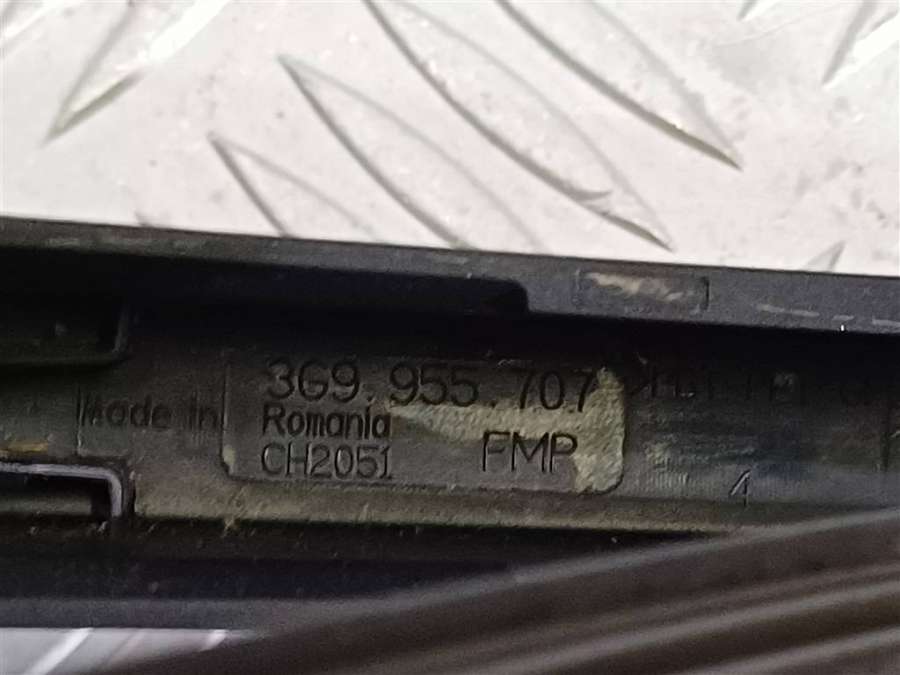 3G9.955.707
Made in Romania
CH2051 FMP
4